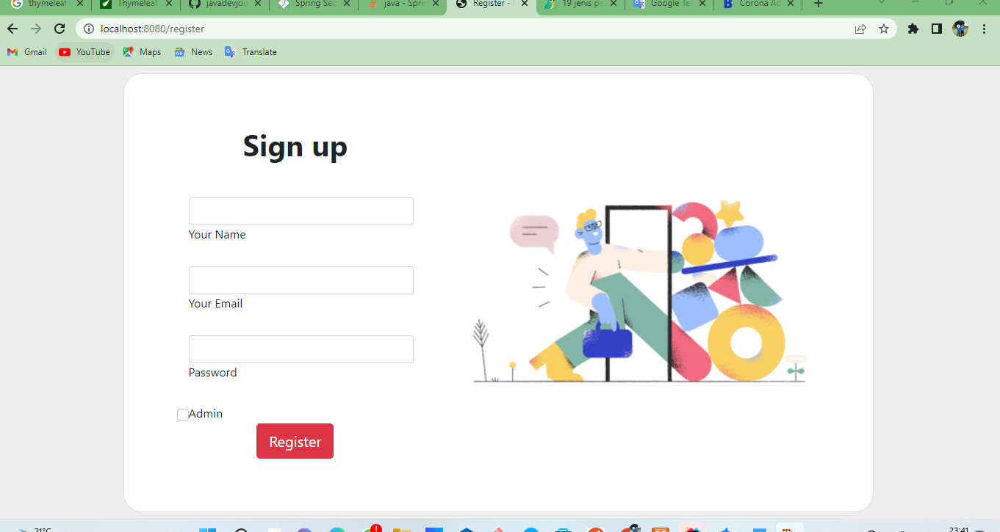 thymeleaf
Thymeleaf
javadevjou
Spring Sec
java - Spri
Register -
19 jenis pe
Google Ter
Corona Ad
localhost:8080/register
Gmail
YouTube
Maps
News
Translate
Sign up
Your Name
Your Email
Password
Admin
Register
21°C
23:41